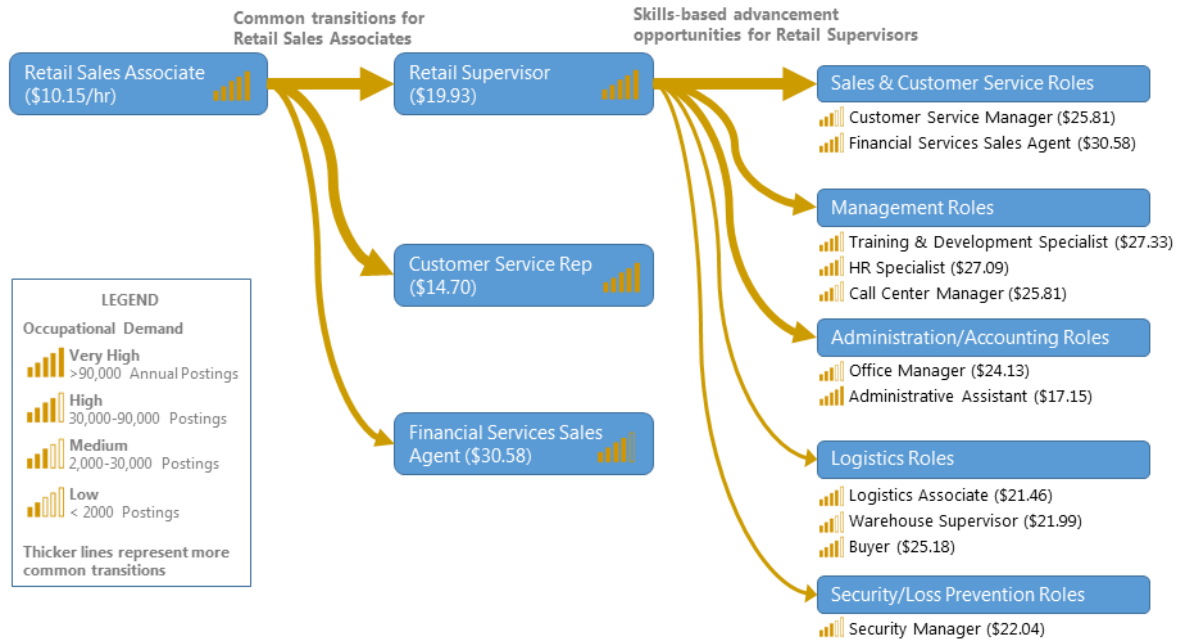 Common transitions for
Retail Sales Associates
Skills-based advancement
opportunities for Retail Supervisors
Retail Sales Associate
($10.15/hr)
Retail Supervisor
($19.93)
Customer Service Rep
($14.70)
Financial Services Sales
Agent ($30.58)
Sales & Customer Service Roles
Customer Service Manager ($25.81)
Financial Services Sales Agent ($30.58)
Management Roles
Training & Development Specialist ($27.33)
HR Specialist ($27.09)
Call Center Manager ($25.81)
Administration/Accounting Roles
Office Manager ($24.13)
Administrative Assistant ($17.15)
Logistics Roles
Logistics Associate ($21.46)
Warehouse Supervisor ($21.99)
Buyer ($25.18)
Security/Loss Prevention Roles
Security Manager ($22.04)
LEGEND
Occupational Demand
Very High
>90,000 Annual Postings
High
30,000-90,000 Postings
Medium
2,000-30,000 Postings
Low
< 2000 Postings
Thicker lines represent more
common transitions